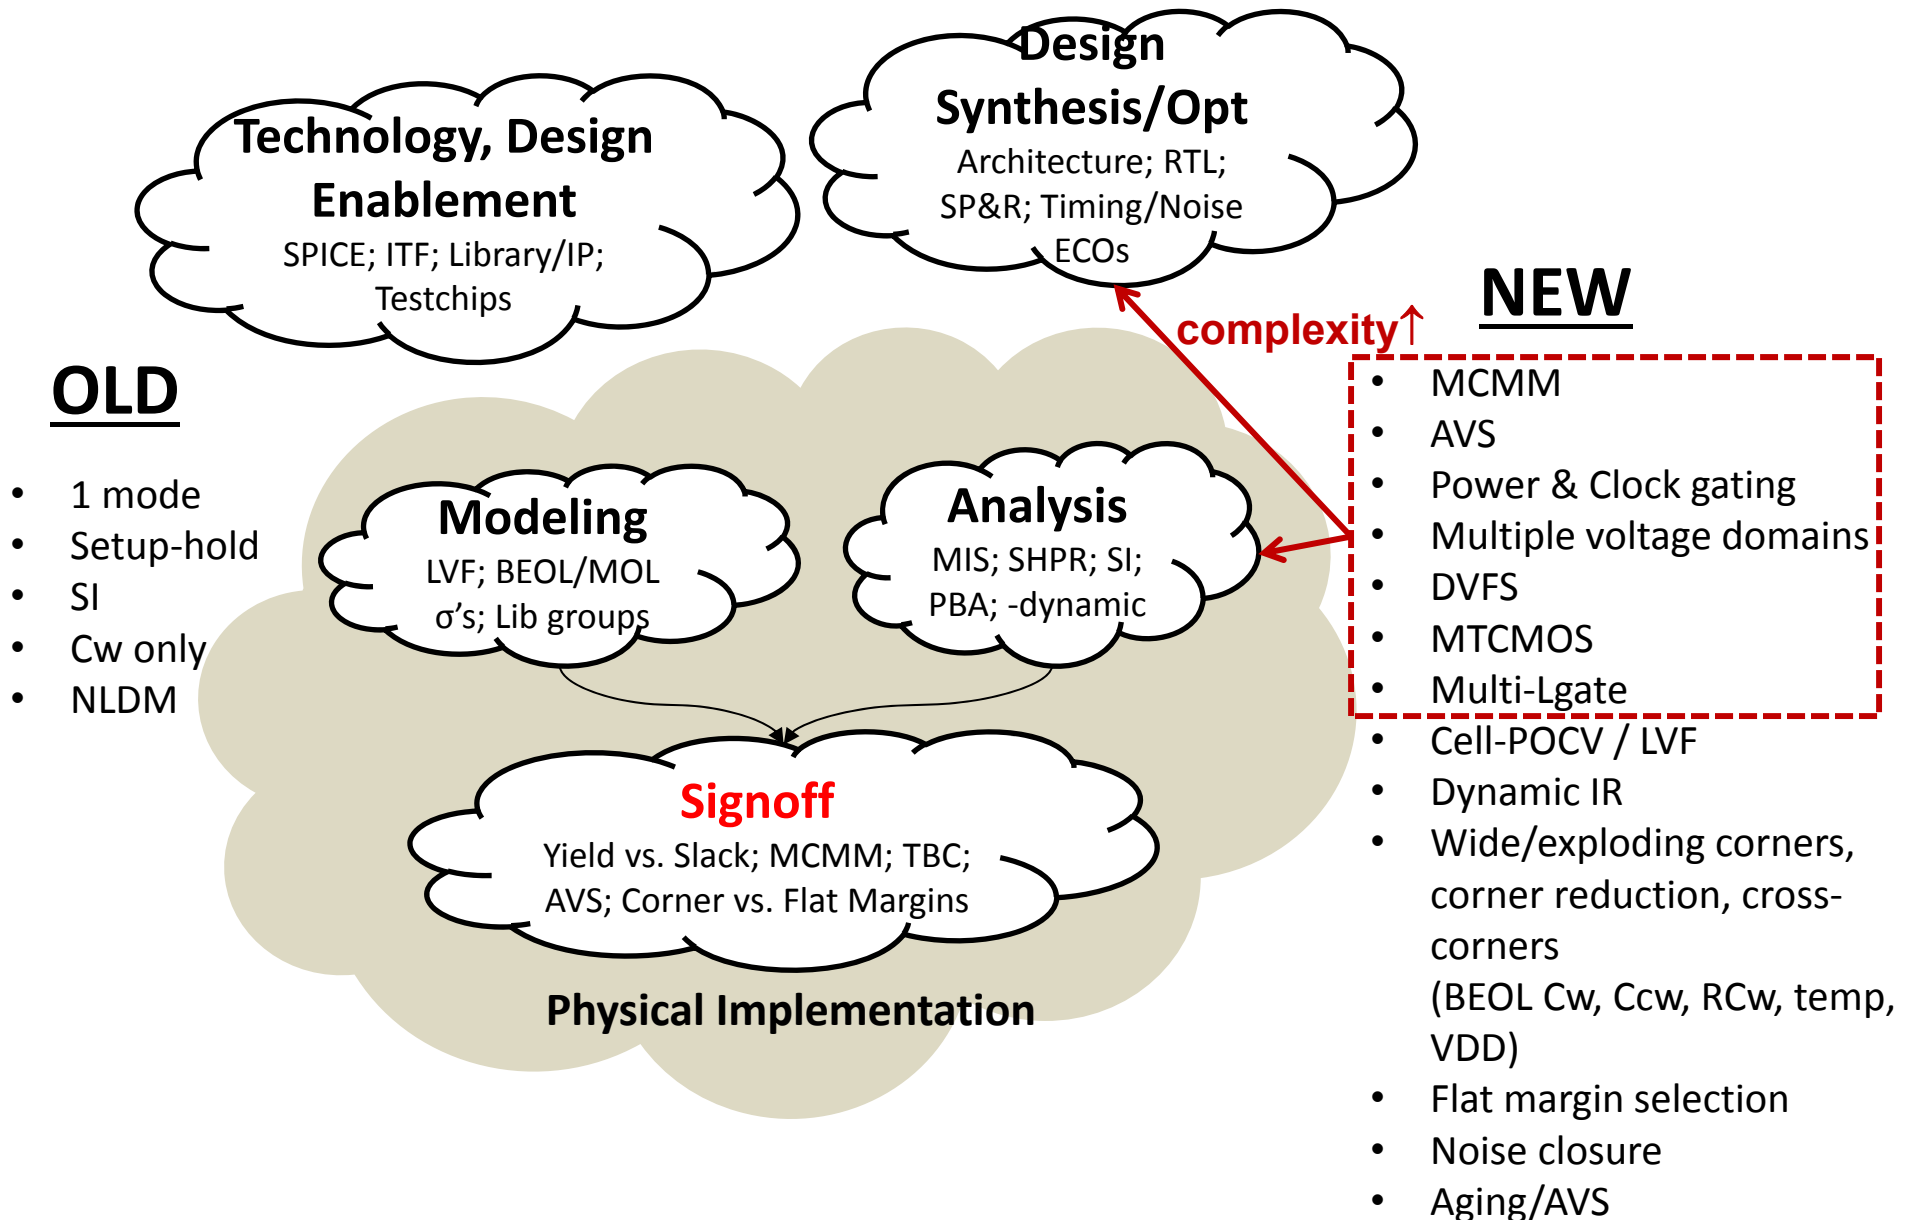 Design
Synthesis/Opt
Architecture; RTL;
SP&R; Timing/Noise
ECOs
Technology, Design
Enablement
SPICE; ITF; Library/IP;
Testchips
OLD
• 1 mode
• Setup-hold
• SI
• Cw only
• NLDM
complexity↑
Modeling
LVF; BEOL/MOL
σ’s; Lib groups
Analysis
MIS; SHPR; SI;
PBA; -dynamic
Signoff
Yield vs. Slack; MCMM; TBC;
AVS; Corner vs. Flat Margins
Physical Implementation
NEW
• MCMM
• AVS
• Power & Clock gating
• Multiple voltage domains
• DVFS
• MTCMOS
• Multi-Lgate
• Cell-POCV / LVF
• Dynamic IR
• Wide/exploding corners,
corner reduction, cross-
corners
(BEOL Cw, Ccw, RCw, temp,
VDD)
• Flat margin selection
• Noise closure
• Aging/AVS